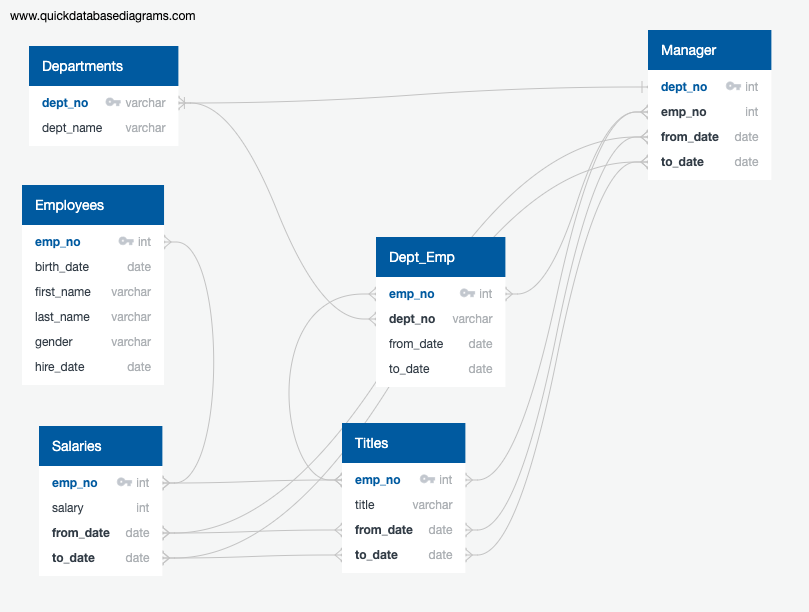 www.quickdatabasediagrams.com
Departments
dept_no varchar
dept_name varchar
Manager
dept_no int
emp_no int
from_date date
to_date date
Employees
emp_no int
birth_date date
first_name varchar
last_name varchar
gender varchar
hire_date date
Dept_Emp
emp_no int
dept_no varchar
from_date date
to_date date
Salaries
emp_no int
salary int
from_date date
to_date date
Titles
emp_no int
title varchar
from_date date
to_date date